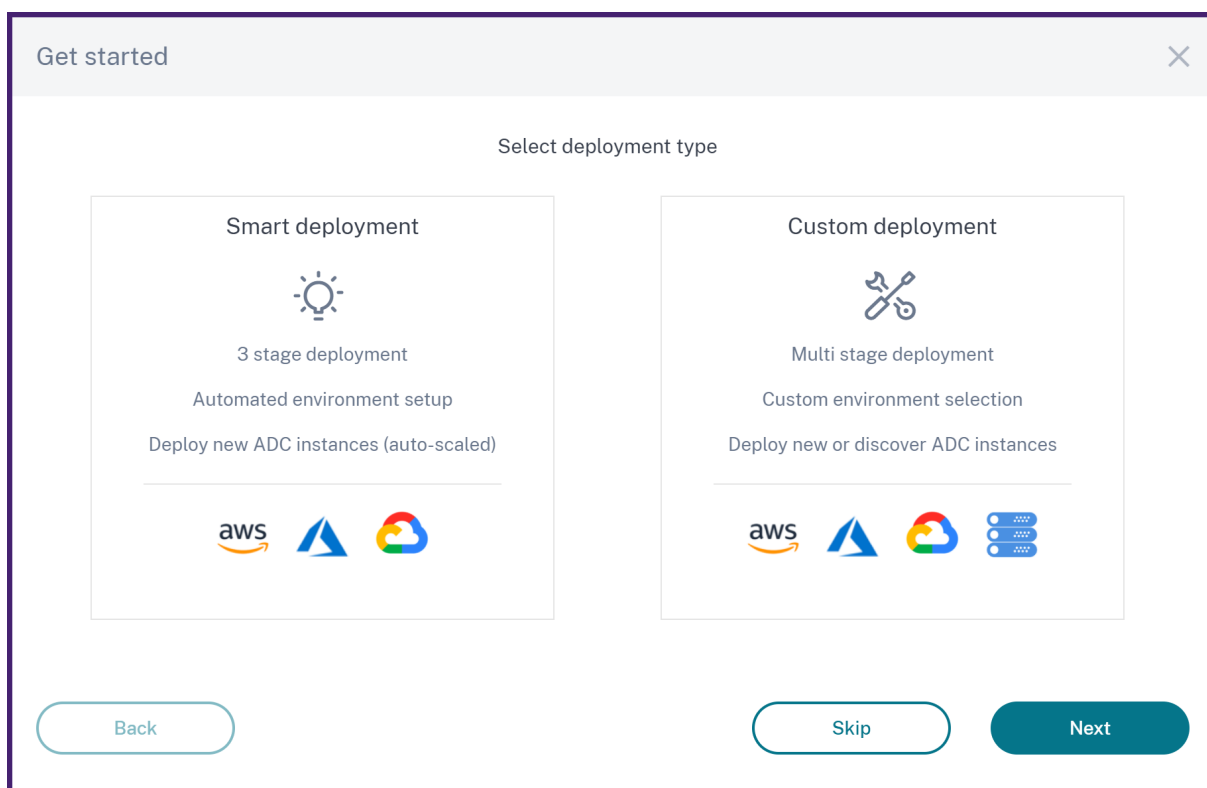 Get started
Select deployment type
Smart deployment
3 stage deployment
Automated environment setup
Deploy new ADC instances (auto-scaled)
aws
Custom deployment
Multi stage deployment
Custom environment selection
Deploy new or discover ADC instances
aws
Back
Skip
Next